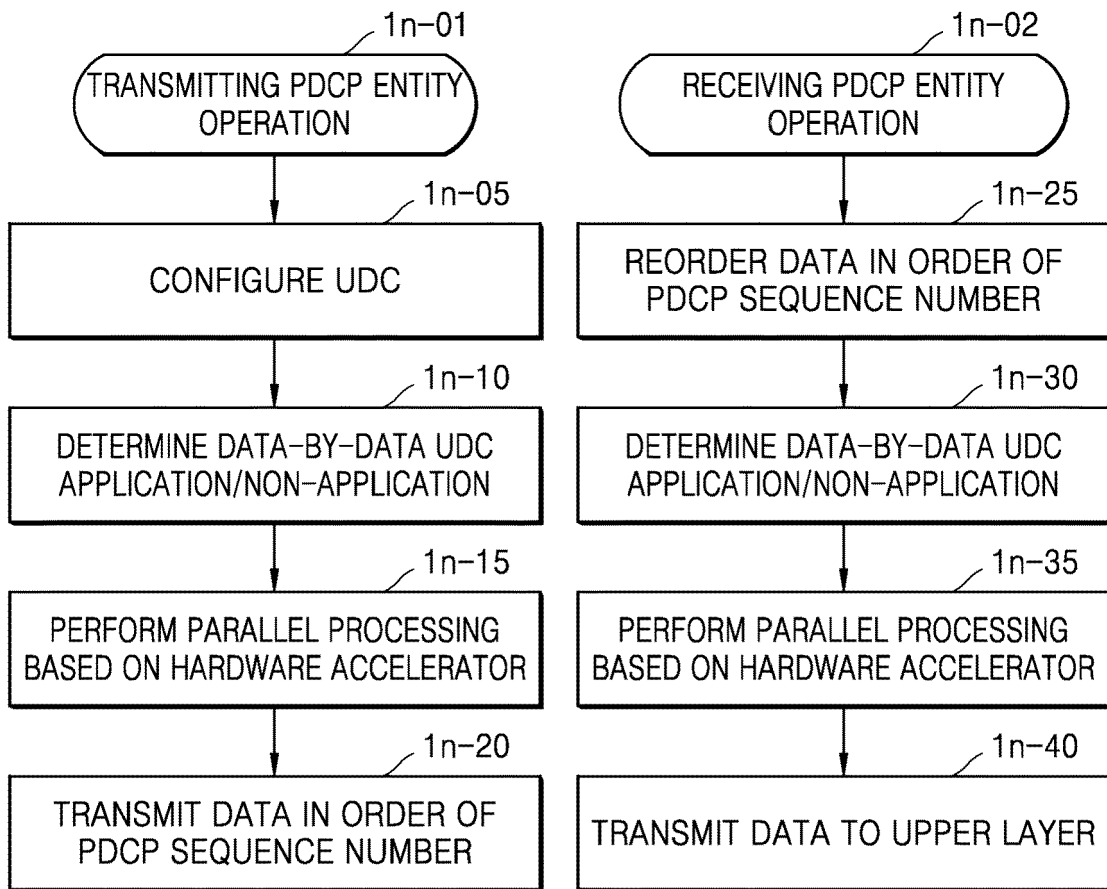 1n-01
TRANSMITTING PDCP ENTITY
OPERATION
1n-05
CONFIGURE UDC
1n-10
DETERMINE DATA-BY-DATA UDC
APPLICATION/NON-APPLICATION
1n-15
PERFORM PARALLEL PROCESSING
BASED ON HARDWARE ACCELERATOR
1n-20
TRANSMIT DATA IN ORDER OF
PDCP SEQUENCE NUMBER
1n-02
RECEIVING PDCP ENTITY
OPERATION
1n-25
REORDER DATA IN ORDER OF
PDCP SEQUENCE NUMBER
1n-30
DETERMINE DATA-BY-DATA UDC
APPLICATION/NON-APPLICATION
1n-35
PERFORM PARALLEL PROCESSING
BASED ON HARDWARE ACCELERATOR
1n-40
TRANSMIT DATA TO UPPER LAYER